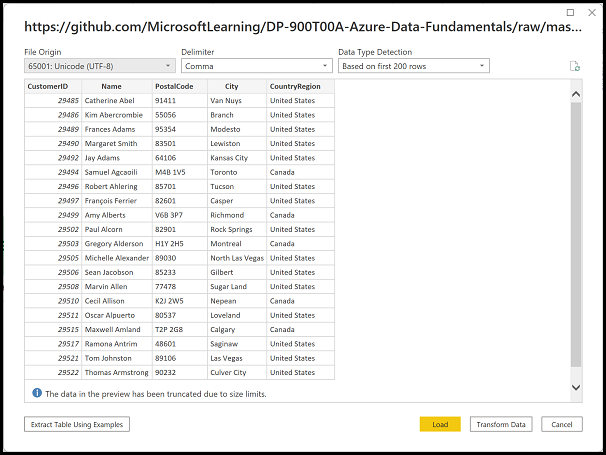 https://github.com/MicrosoftLearning/DP-900T00A-Azure-Data-Fundamentals/raw/mas...
File Origin Delimiter Data Type Detection
65001: Unicode (UTF-8) Comma Based on first 200 rows
CustomerID Name PostalCode City CountryRegion
29485 Catherine Abel 91411 Van Nuys United States
29486 Kim Abercrombie 55056 Branch United States
29489 Frances Adams 95354 Modesto United States
29490 Margaret Smith 83501 Lewiston United States
29492 Jay Adams 64106 Kansas City United States
29494 Samuel Agcaoili M4B 1V5 Toronto Canada
29496 Robert Ahlering 85701 Tucson United States
29497 François Ferrier 82601 Casper United States
29499 Amy Alberts V6B 3P7 Richmond Canada
29502 Paul Alcorn 82901 Rock Springs United States
29503 Gregory Alderson H1Y 2H5 Montreal Canada
29505 Michelle Alexander 89030 North Las Vegas United States
29506 Sean Jacobson 85233 Gilbert United States
29508 Marvin Allen 77478 Sugar Land United States
29510 Cecil Allison K2J 2W5 Nepean Canada
29511 Oscar Alpuerto 80537 Loveland United States
29515 Maxwell Amland T2P 2G8 Calgary Canada
29517 Ramona Antrim 48601 Saginaw United States
29521 Tom Johnston 89106 Las Vegas United States
29522 Thomas Armstrong 90232 Culver City United States
The data in the preview has been truncated due to size limits.
Extract Table Using Examples Load Transform Data Cancel